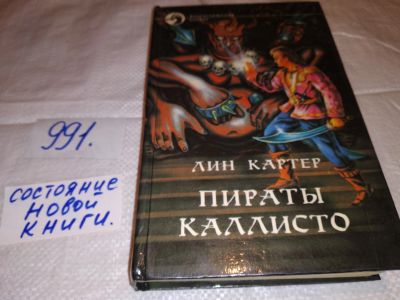 991.
СОСТОЯНИЕ
НОВОЙ
КНИГИ.
ЛИН КАРТЕР
ПИРАТЫ
КАЛЛИСТО